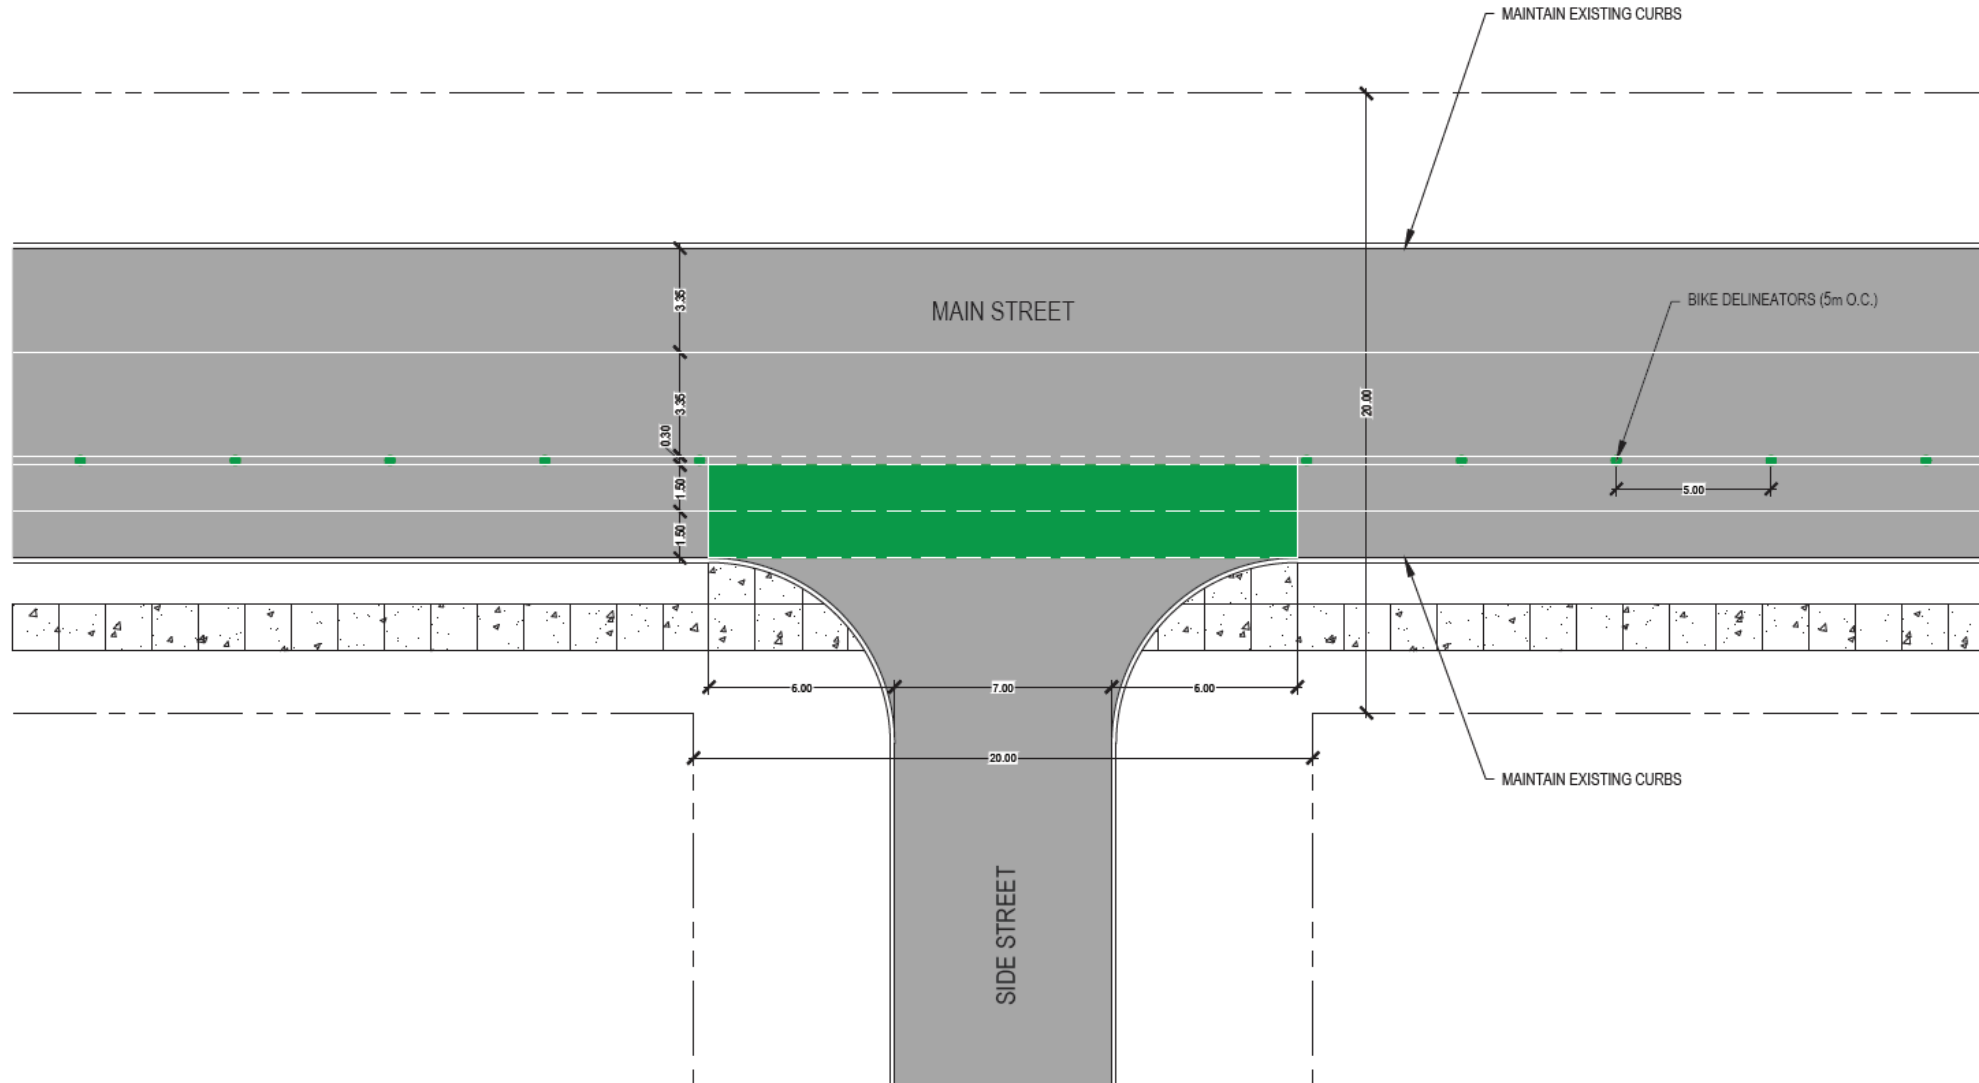 MAINTAIN EXISTING CURBS
MAIN STREET
BIKE DELINEATORS (5m O.C.)
3.35
3.35
0.30
1.50
1.50
20.00
5.00
6.00
7.00
6.00
20.00
MAINTAIN EXISTING CURBS
SIDE STREET